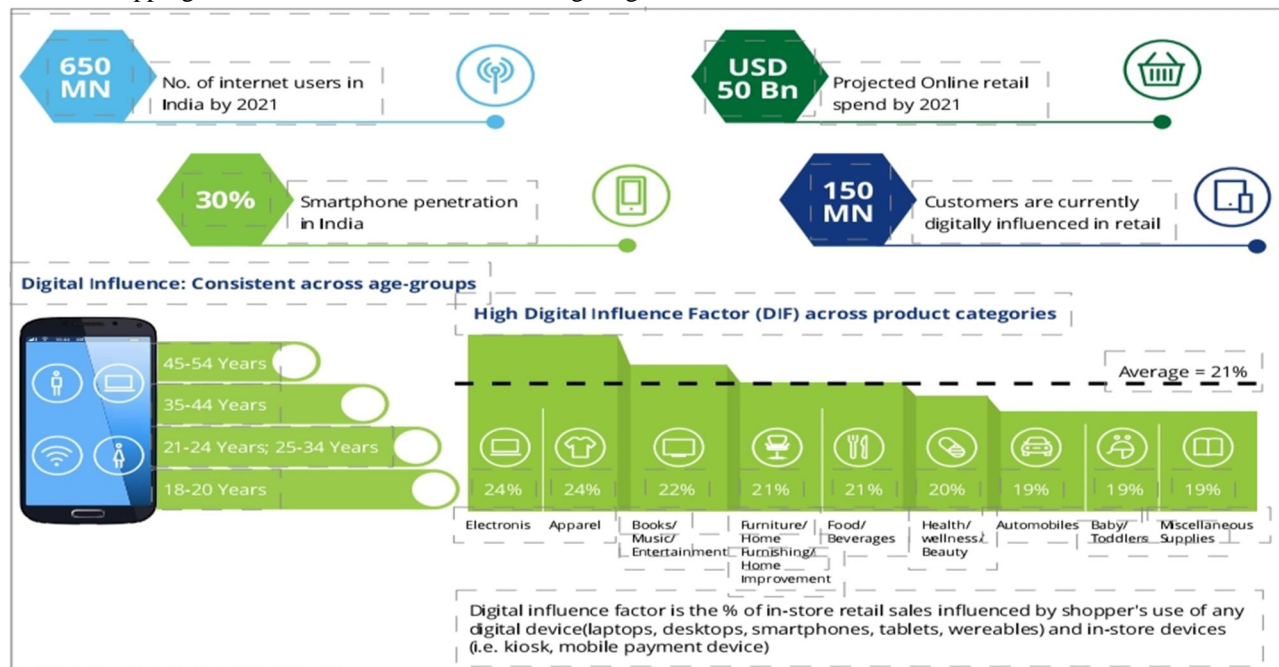 650
MN
No. of internet users in
India by 2021
USD
50 Bn
Projected Online retail
spend by 2021
30%
Smartphone penetration
in India
150
MN
Customers are currently
digitally influenced in retail
Digital Influence: Consistent across age-groups
45-54 Years
35-44 Years
21-24 Years; 25-34 Years
18-20 Years
High Digital Influence Factor (DIF) across product categories
Average = 21%
24%
24%
22%
21%
21%
20%
19%
19%
19%
Electronis
Apparel
Books/
Music/
Entertainment
Furniture/
Home
Furnishing/
Home
Improvement
Food/
Beverages
Health/
wellness/
Beauty
Automobiles
Baby/
Toddlers
Miscellaneous
Supplies
Digital influence factor is the % of in-store retail sales influenced by shopper's use of any
digital device(laptops, desktops, smartphones, tablets, wereables) and in-store devices
(i.e. kiosk, mobile payment device)